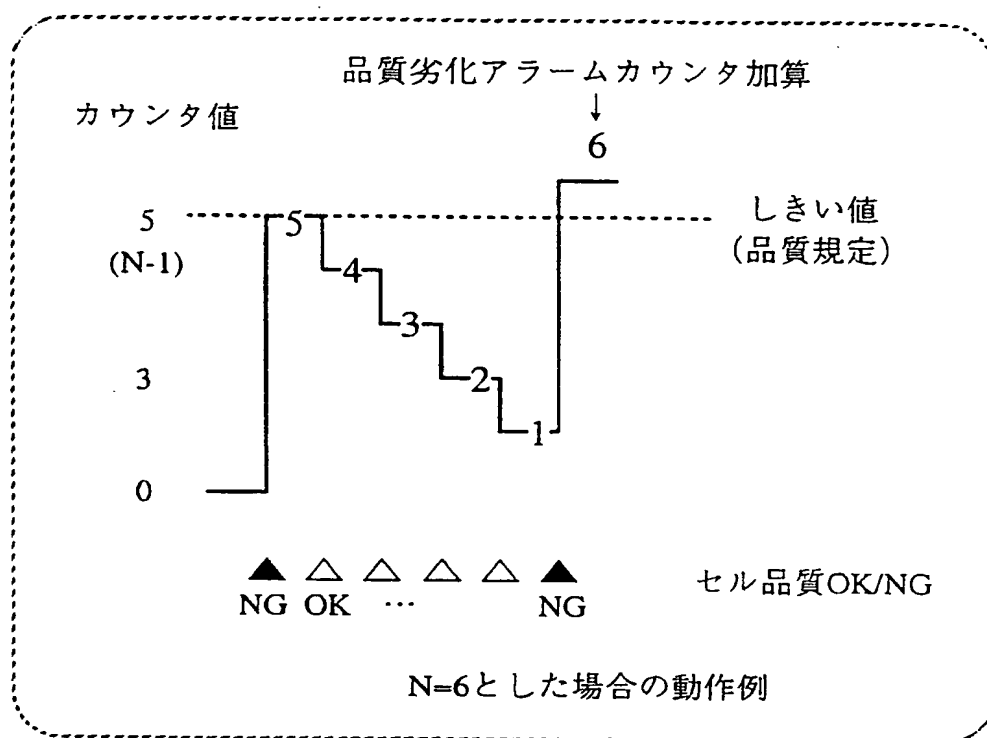 品質劣化アラームカウンタ加算
カウンタ値
↓
6
5
(N-1)
5
しきい値
(品質規定)
4
3
3
2
1
0
NG OK … NG
セル品質OK/NG
N=6とした場合の動作例